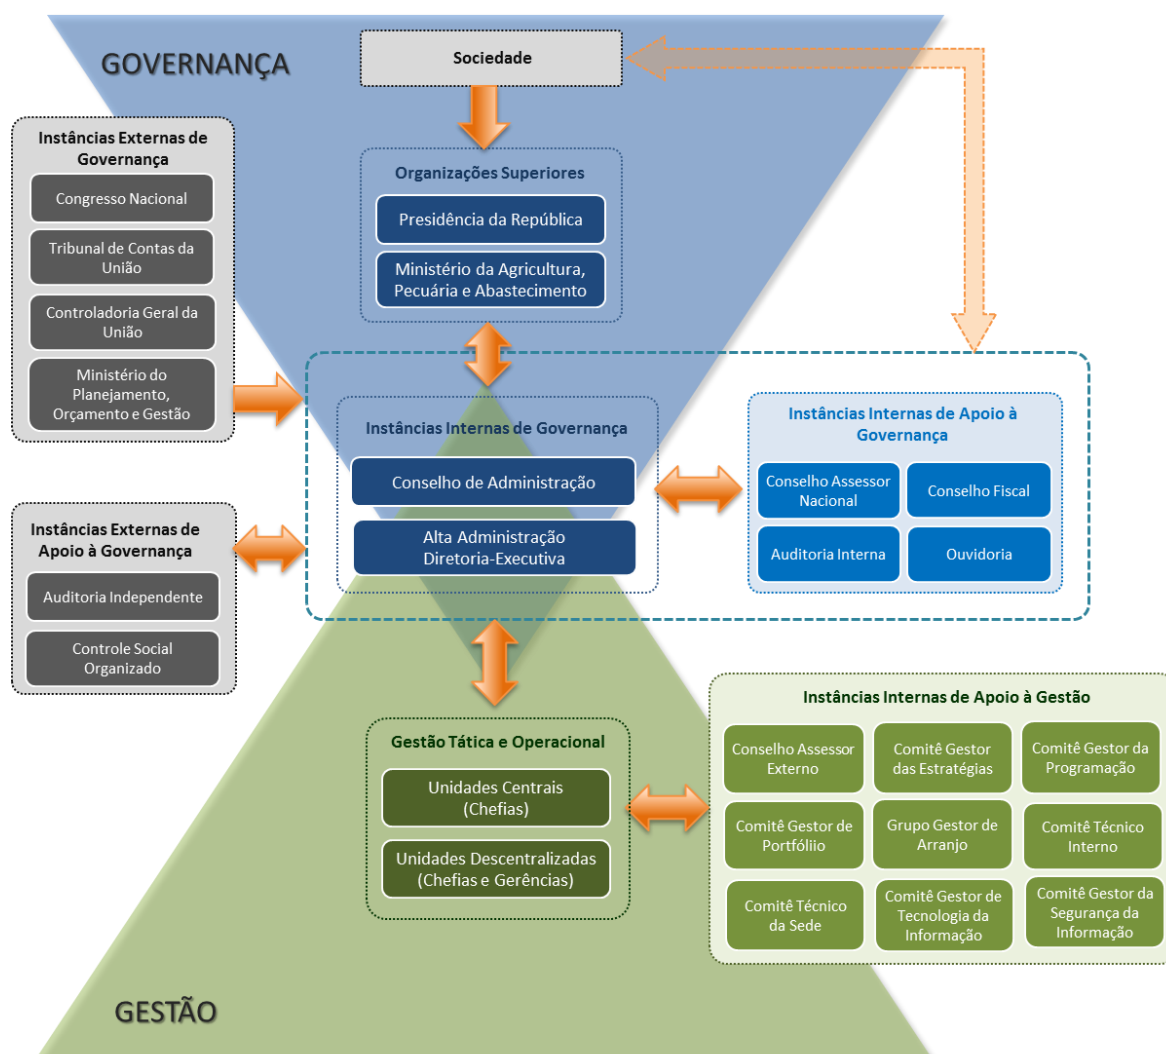 GOVERNANÇA
Sociedade
Instâncias Externas de
Governança
Congresso Nacional
Tribunal de Contas da
União
Controladoria Geral da
União
Ministério do
Planejamento,
Orçamento e Gestão
Organizações Superiores
Presidência da República
Ministério da Agricultura,
Pecuária e Abastecimento
Instâncias Internas de Governança
Conselho de Administração
Alta Administração
Diretoria-Executiva
Instâncias Internas de Apoio à
Governança
Conselho Assessor
Nacional
Conselho Fiscal
Auditoria Interna
Ouvidoria
Instâncias Externas de
Apoio à Governança
Auditoria Independente
Controle Social
Organizado
Gestão Tática e Operacional
Unidades Centrais
(Chefias)
Unidades Descentralizadas
(Chefias e Gerências)
Instâncias Internas de Apoio à Gestão
Conselho Assessor
Externo
Comitê Gestor
das Estratégias
Comitê Gestor da
Programação
Comitê Gestor de
Portfóliio
Grupo Gestor de
Arranjo
Comitê Técnico
Interno
Comitê Técnico
da Sede
Comitê Gestor de
Tecnologia da
Informação
Comitê Gestor da
Segurança da
Informação
GESTÃO